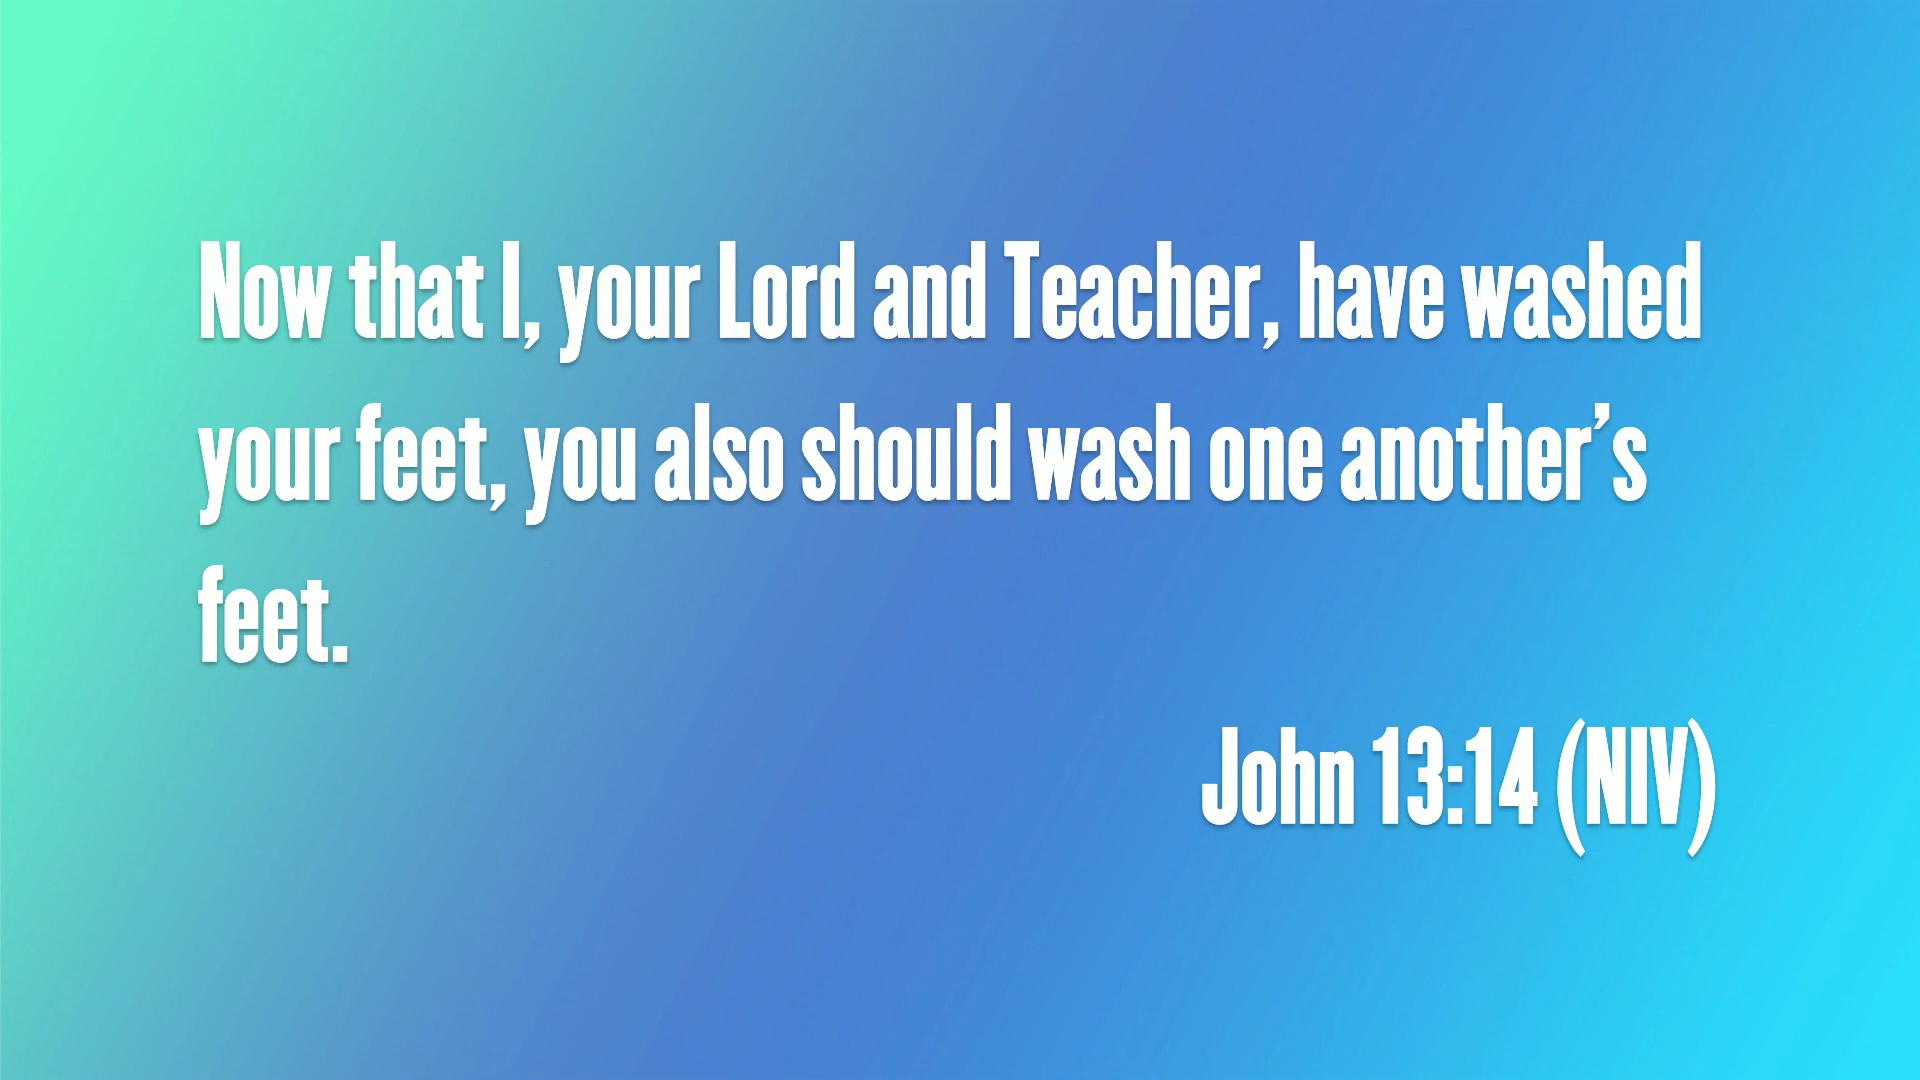 Now that I, your Lord and Teacher, have washed
your feet, you also should wash one another’s
feet.
John 13:14 (NIV)